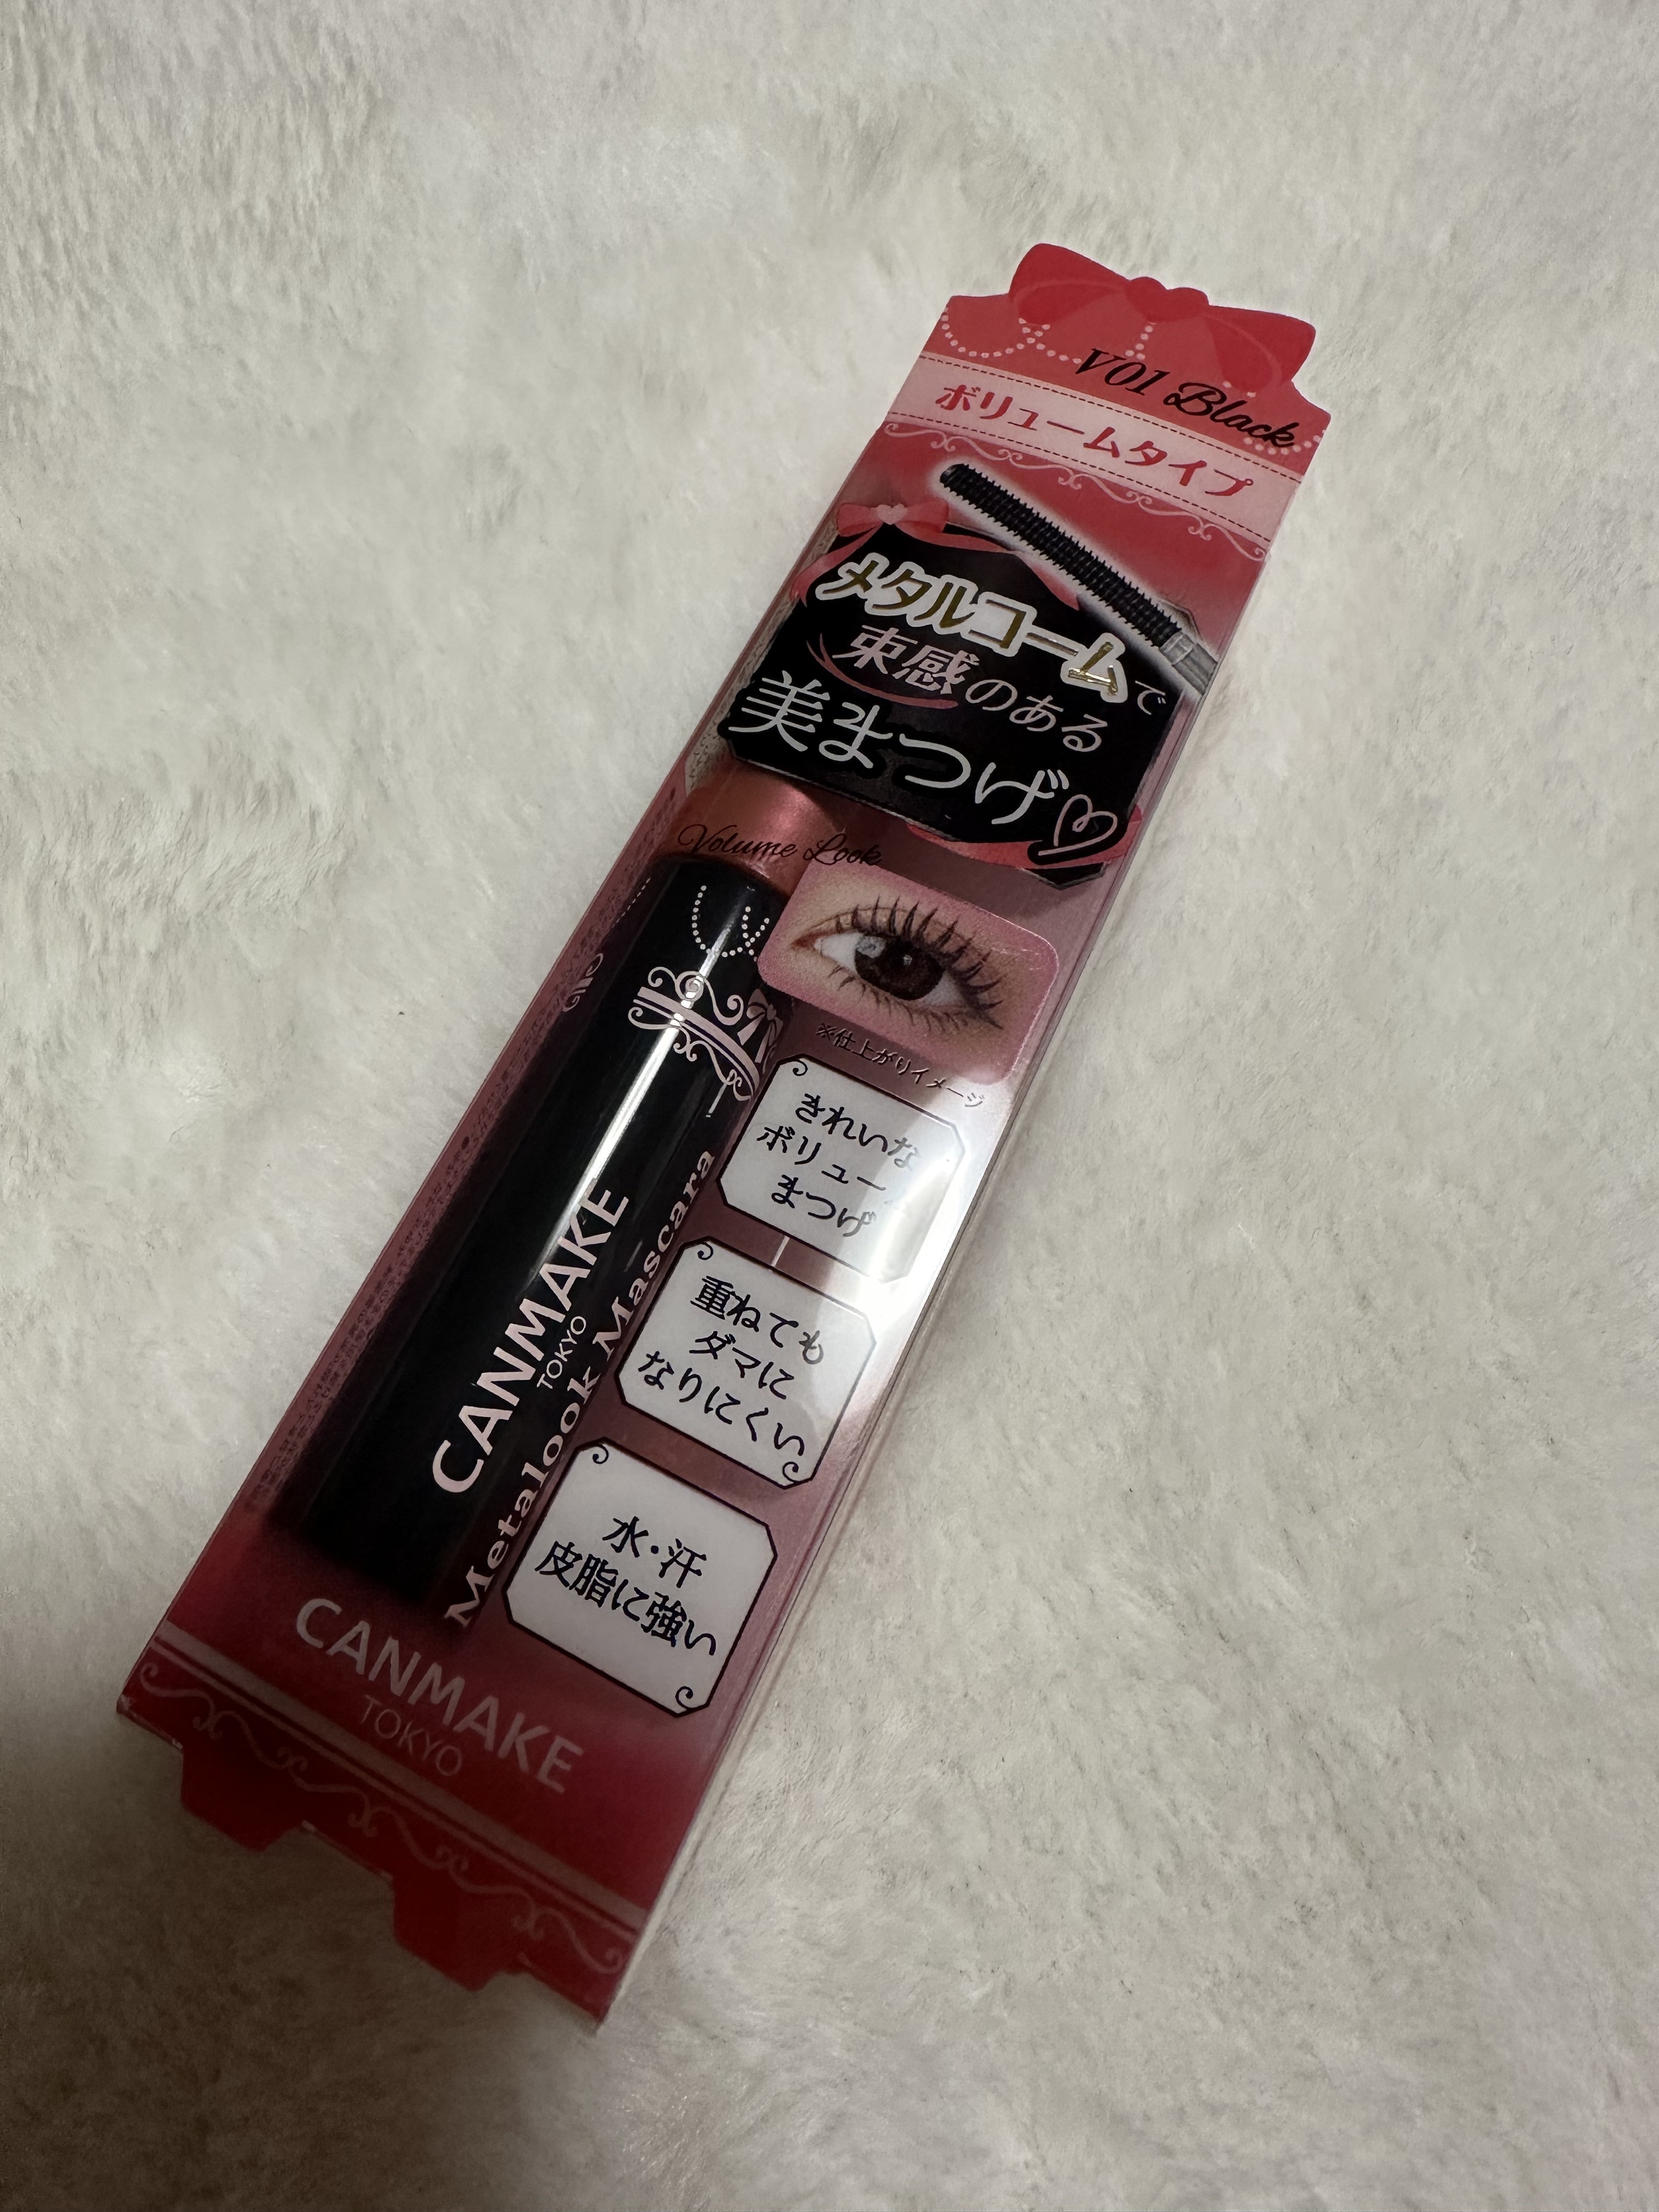 V01 Black
ボリュームタイプ
メタルコームで
束感のある
美まつげ
Volume Look
※仕上がりイメージ
きれいな
ボリュー
まつげ
重ねても
ダマに
なりにくい
水・汗
皮脂に強い
CANMAKE
TOKYO
Metalook Mascara
CANMAKE
TOKYO